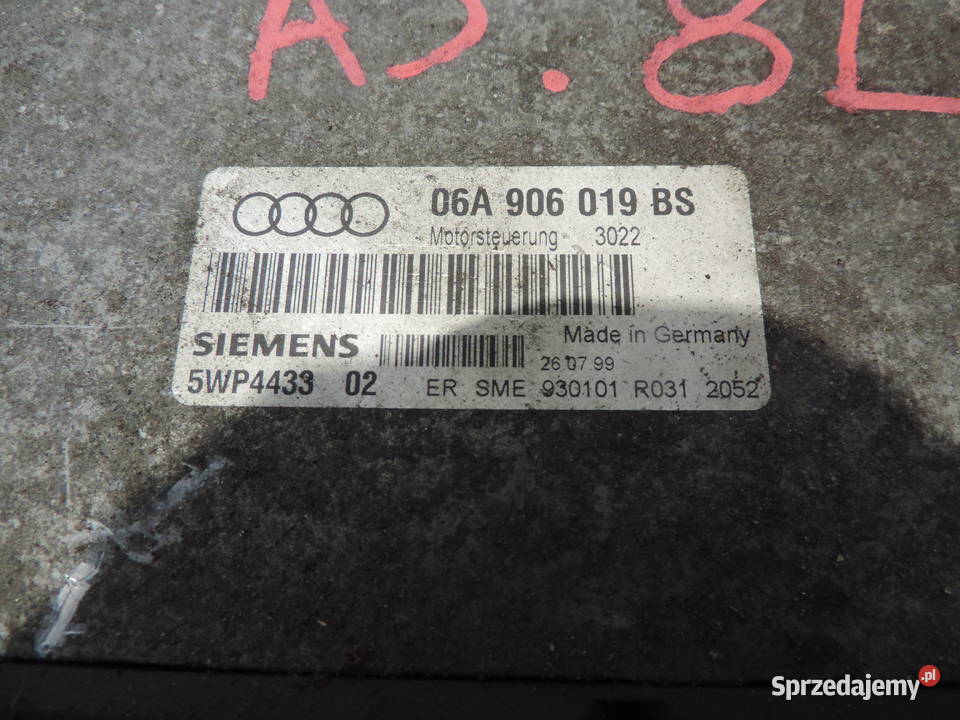 A3.8L
06A 906 019 BS
Motorsteuerung 3022
SIEMENS
Made in Germany
26.07.99
5WP4433 02 ER SME 930101 R031 2052
Sprzedajemy.pl